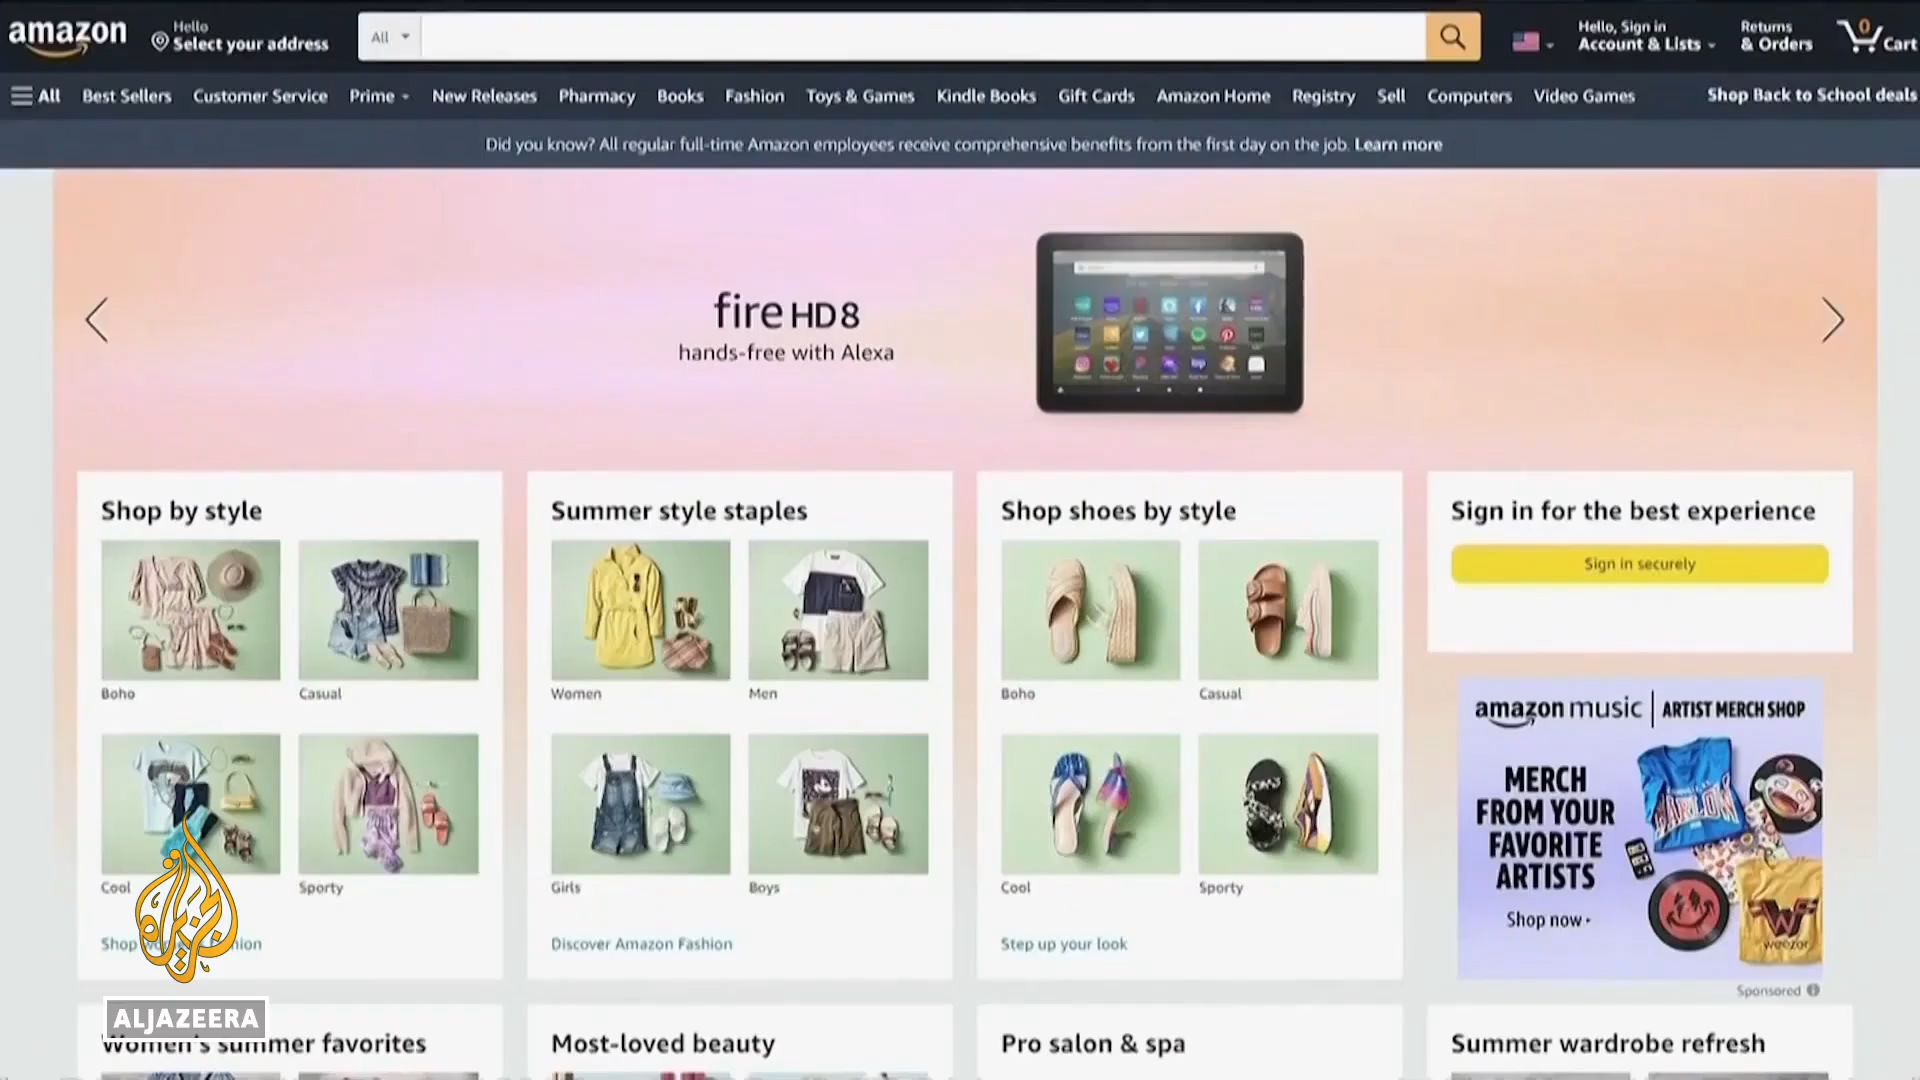 amazon
Hello
Select your address
All
Hello, Sign in
Account & Lists
Returns
& Orders
0
Cart
All
Best Sellers
Customer Service
Prime
New Releases
Pharmacy
Books
Fashion
Toys & Games
Kindle Books
Gift Cards
Amazon Home
Registry
Sell
Computers
Video Games
Shop Back to School deals
Did you know? All regular full-time Amazon employees receive comprehensive benefits from the first day on the job. Learn more
fire HD8
hands-free with Alexa
Shop by style
Boho
Casual
Cool
Sporty
Summer style staples
Women
Men
Girls
Boys
Discover Amazon Fashion
Shop shoes by style
Boho
Casual
Cool
Sporty
Step up your look
Sign in for the best experience
Sign in securely
amazon music
ARTIST MERCH SHOP
MERCH
FROM YOUR
FAVORITE
ARTISTS
Shop now
weezer
Sponsored
Shop
الجزيرة
ALJAZEERA
Women's summer favorites
Most-loved beauty
Pro salon & spa
Summer wardrobe refresh